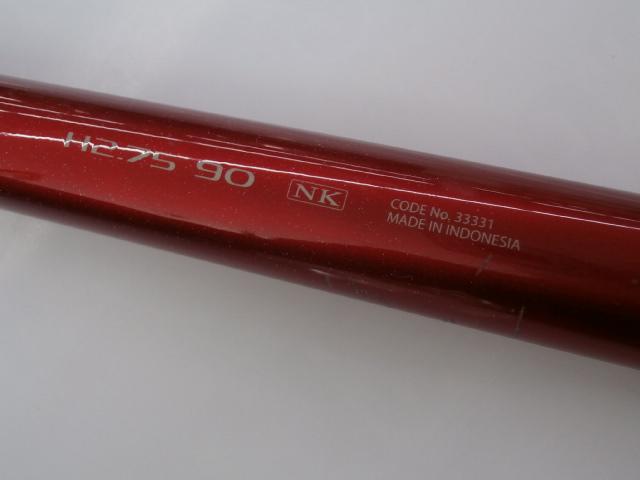 H2.75 90
NK
CODE No. 33331
MADE IN INDONESIA